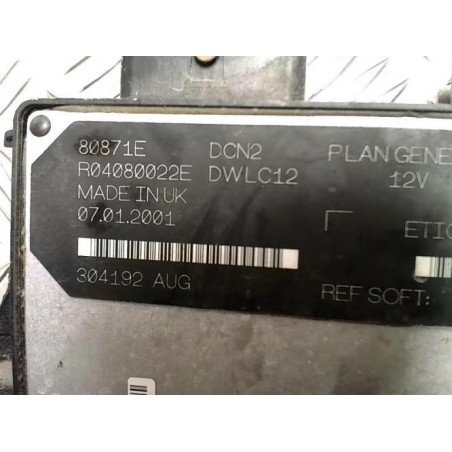 80871E DCN2 PLAN GENE
R04080022E DWLC12 12V
MADE IN UK
07.01.2001
ETIC
304192 AUG
REF SOFT: